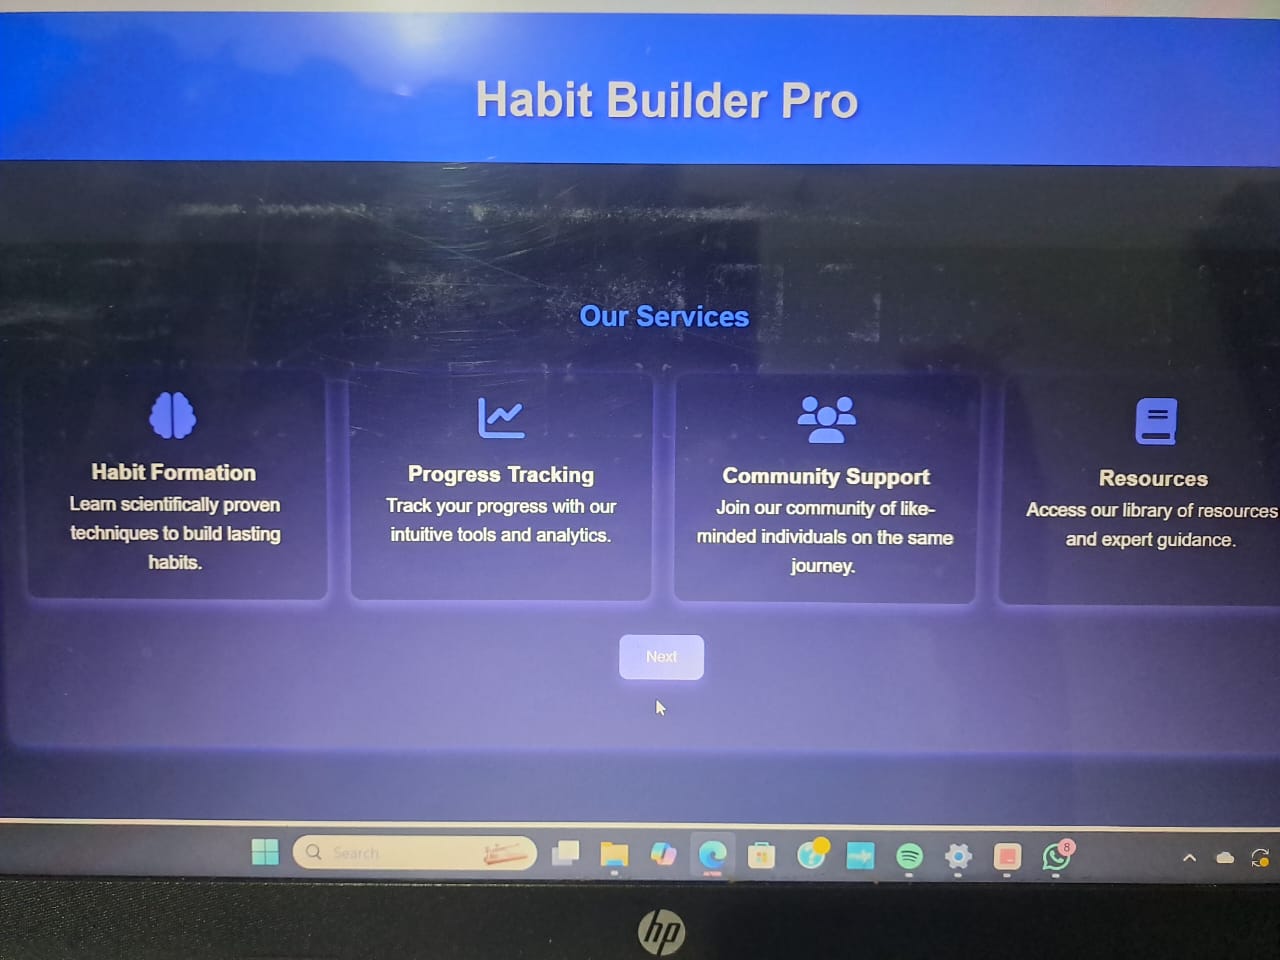 Habit Builder Pro
Our Services
Habit Formation
Learn scientifically proven
techniques to build lasting
habits.
Progress Tracking
Track your progress with our
intuitive tools and analytics.
Community Support
Join our community of like-
minded individuals on the same
journey.
Resources
Access our library of resources
and expert guidance.
Next
Search
8
hp